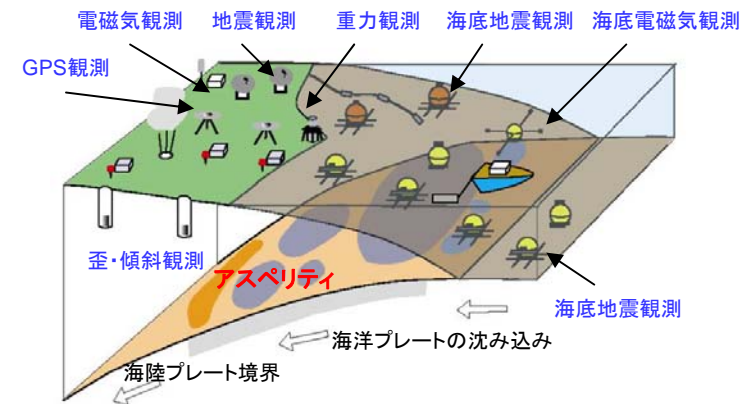 電磁気観測
地震観測
重力観測
海底地震観測
海底電磁気観測
GPS観測
歪・傾斜観測
アスペリティ
海底地震観測
海洋プレートの沈み込み
海陸プレート境界